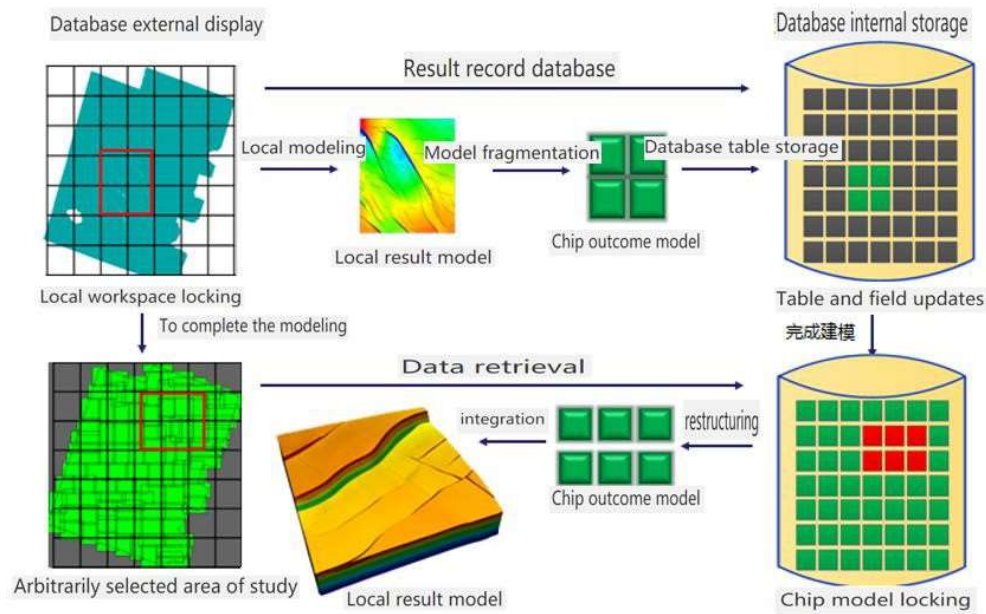 Database external display
Database internal storage
Result record database
Local modeling
Model fragmentation
Database table storage
Local result model
Chip outcome model
Local workspace locking
Table and field updates
To complete the modeling
完成建模
Data retrieval
integration
restructuring
Chip outcome model
Arbitrarily selected area of study
Local result model
Chip model locking